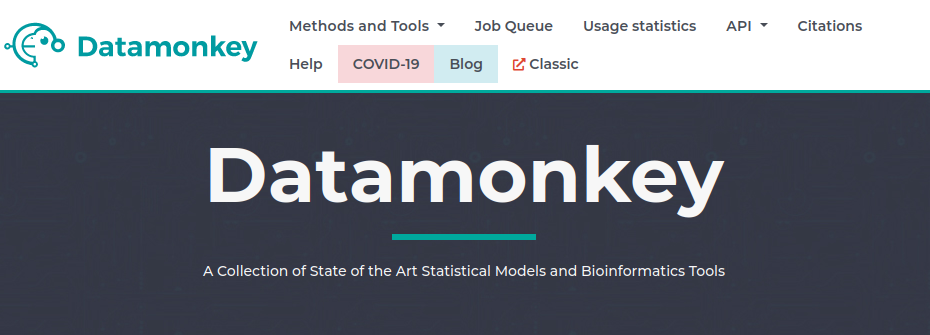 Datamonkey
Methods and Tools Job Queue Usage statistics API Citations
Help COVID-19 Blog Classic
Datamonkey
A Collection of State of the Art Statistical Models and Bioinformatics Tools